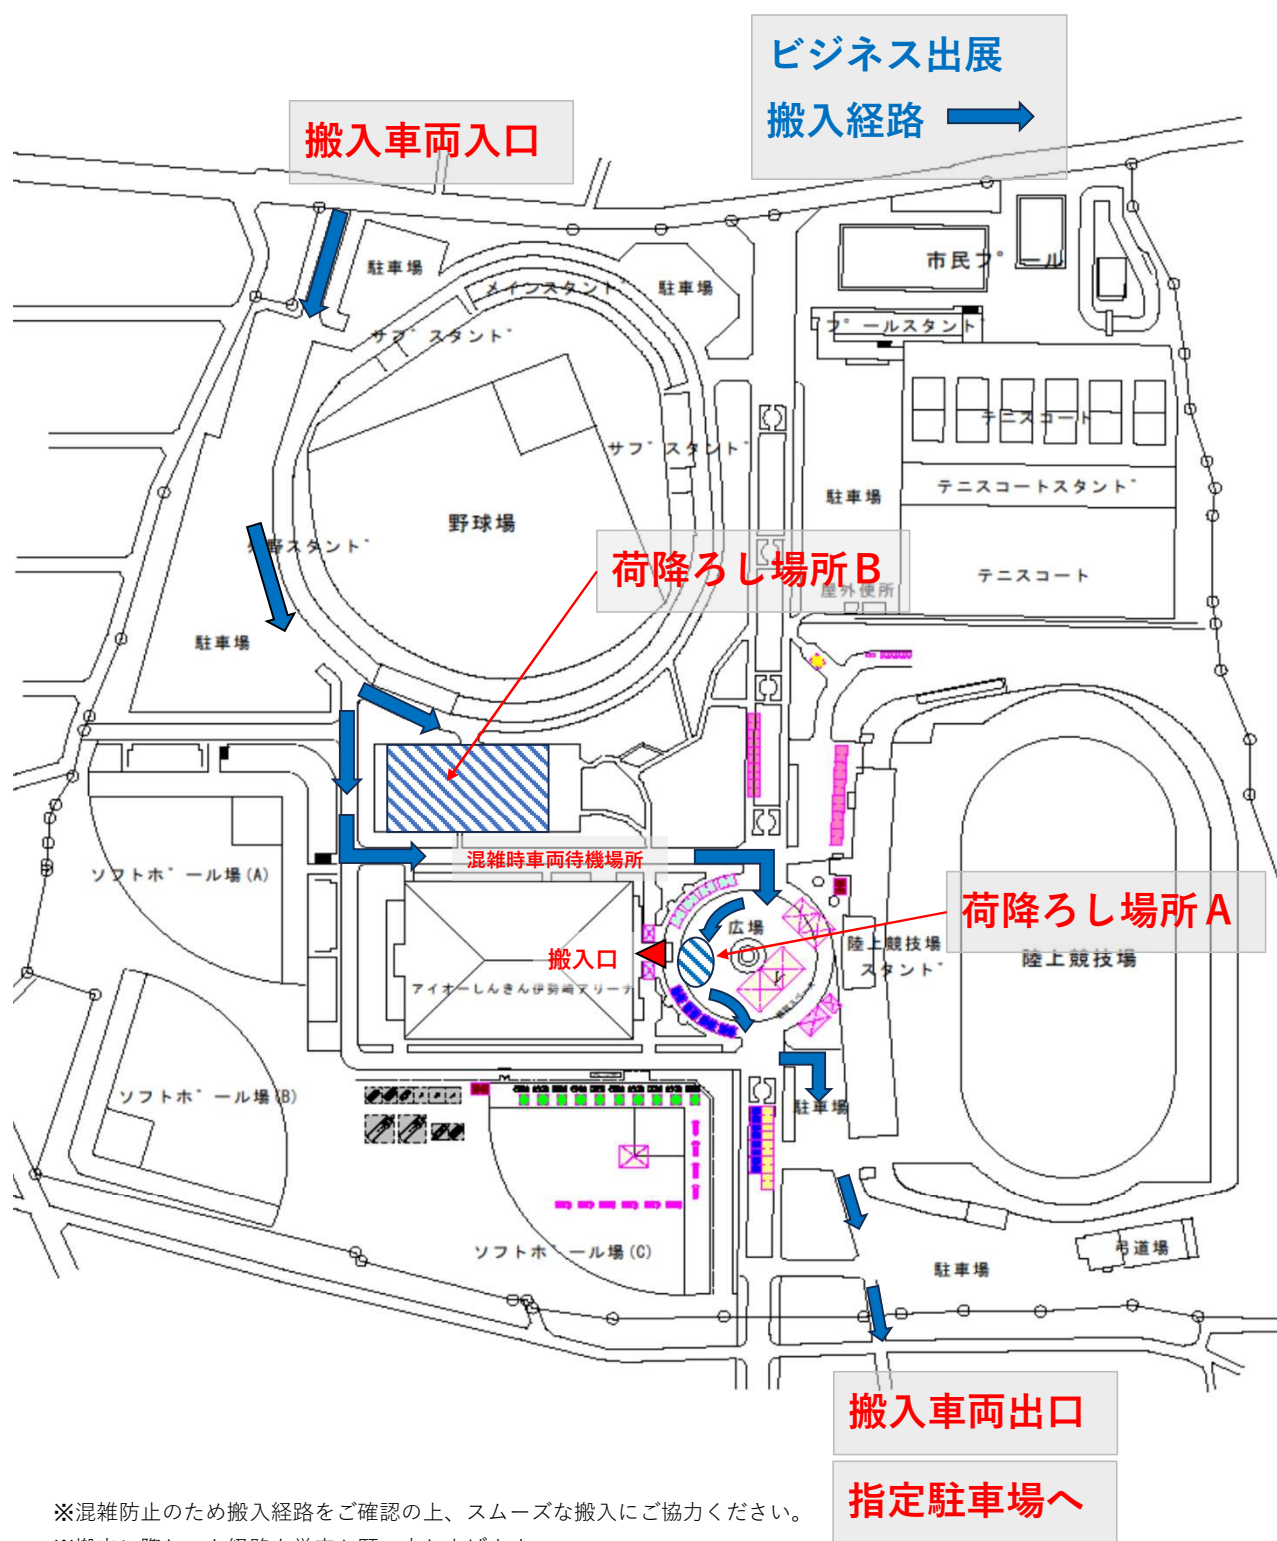 ビジネス出展
搬入経路
搬入車両入口
市民プール
駐車場
メインスタンド
駐車場
サブスタンド
プールスタンド
テニスコート
サブスタンド
テニスコートスタンド
駐車場
野球場
外野スタンド
荷降ろし場所B
テニスコート
屋外便所
駐車場
混雑時車両待機場所
ソフトボール場(A)
荷降ろし場所A
広場
陸上競技場
スタンド
陸上競技場
搬入口
アイオーしんきん伊勢崎アリーナ
ソフトボール場(B)
駐車場
ソフトボール場(C)
弓道場
駐車場
搬入車両出口
指定駐車場へ
※混雑防止のため搬入経路をご確認の上、スムーズな搬入にご協力ください。